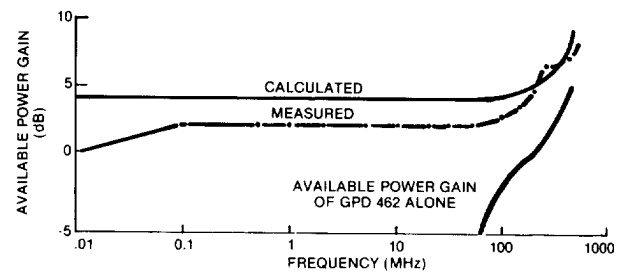 AVAILABLE POWER GAIN
(dB)
10
5
0
-5
CALCULATED
MEASURED
AVAILABLE POWER GAIN
OF GPD 462 ALONE
.01
0.1
1
10
100
1000
FREQUENCY (MHz)